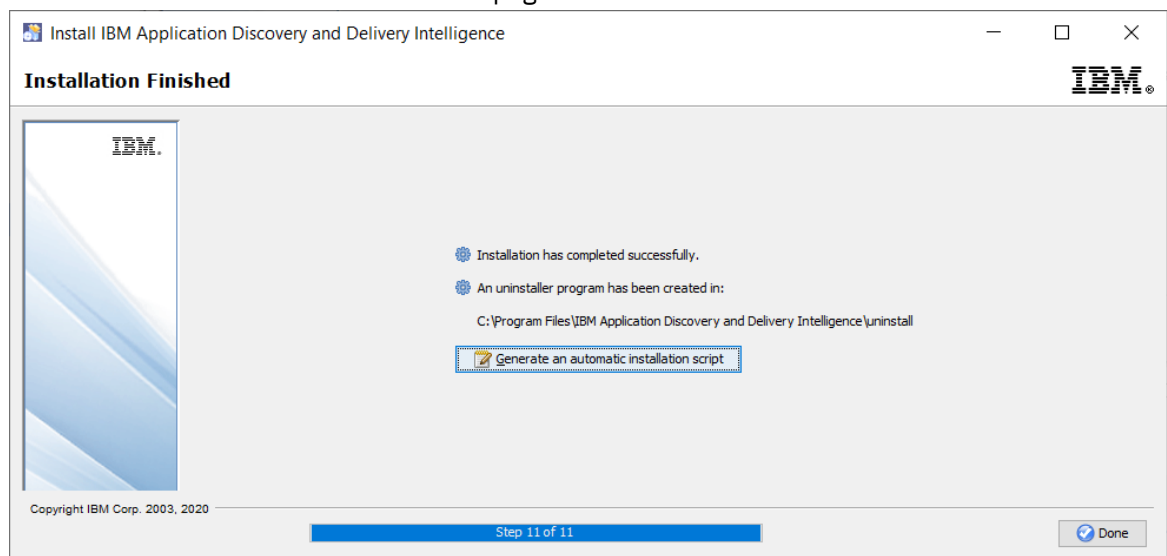 Install IBM Application Discovery and Delivery Intelligence
Installation Finished
IBM®
IBM.
Installation has completed successfully.
An uninstaller program has been created in:
C:\Program Files\IBM Application Discovery and Delivery Intelligence\uninstall
Generate an automatic installation script
Copyright IBM Corp. 2003, 2020
Step 11 of 11
Done